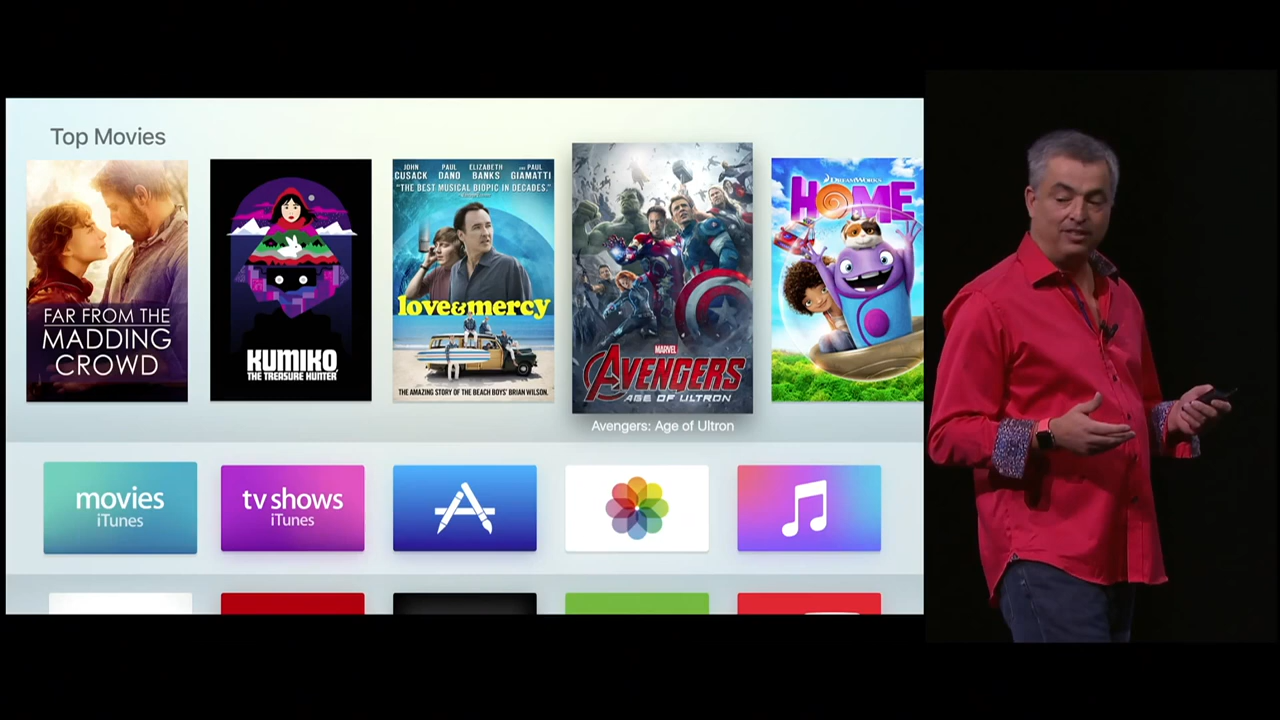 Top Movies
FAR FROM THE
MADDING
CROWD
KUMIKO
THE TREASURE HUNTER
JOHN CUSACK PAUL DANO ELIZABETH BANKS AND PAUL GIAMATTI
"THE BEST MUSICAL BIOPIC IN DECADES."
love&mercy
THE AMAZING STORY OF THE BEACH BOYS' BRIAN WILSON.
MARVEL
AVENGERS
AGE OF ULTRON
Avengers: Age of Ultron
DREAMWORKS
HOME
movies
iTunes
tv shows
iTunes